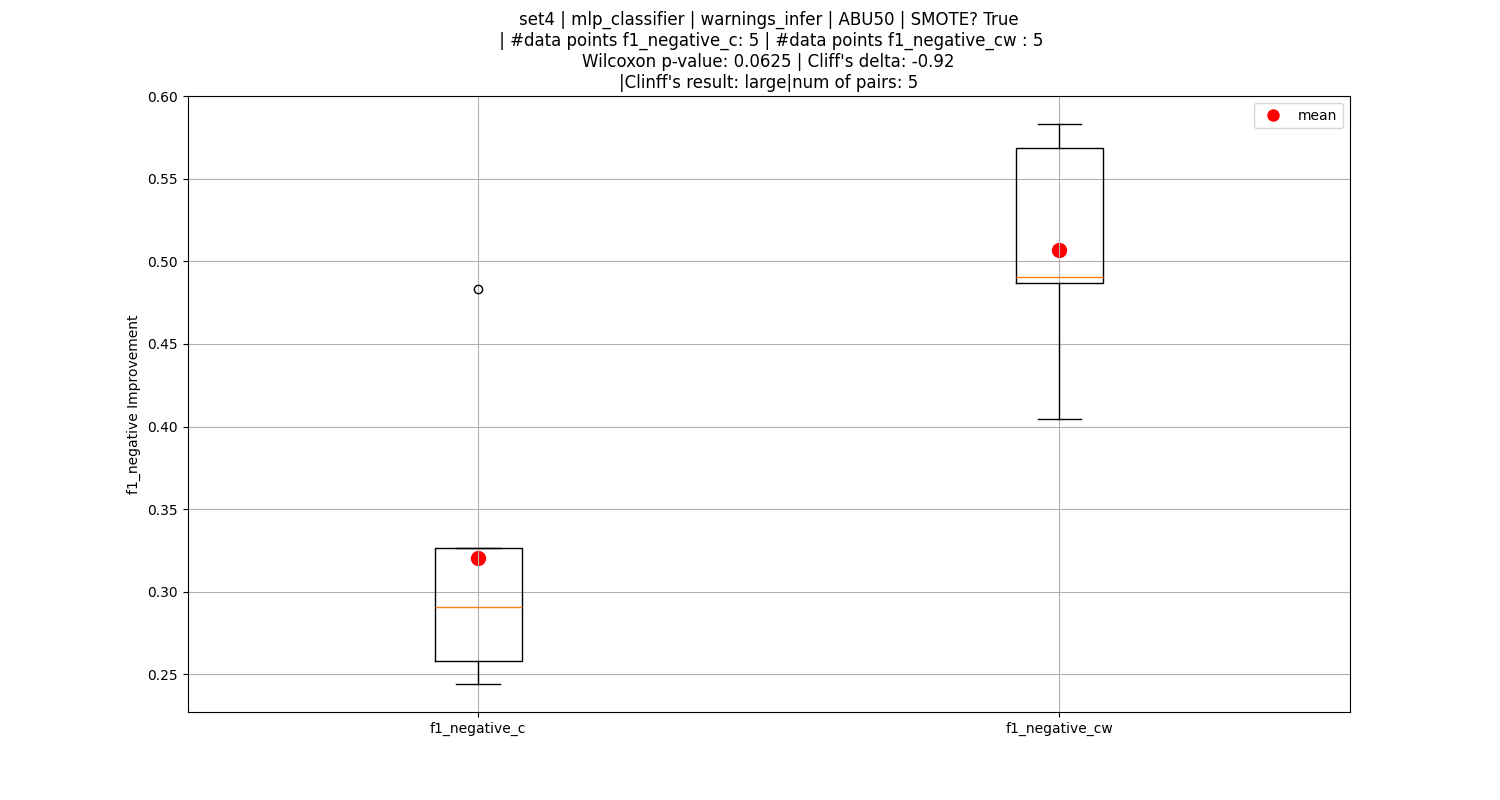 set4 | mlp_classifier | warnings_infer | ABU50 | SMOTE? True
| #data points f1_negative_c: 5 | #data points f1_negative_cw : 5
Wilcoxon p-value: 0.0625 | Cliff's delta: -0.92
|Clinff's result: large|num of pairs: 5
mean
0.60
0.55
0.50
0.45
0.40
0.35
0.30
0.25
f1_negative Improvement
f1_negative_c
f1_negative_cw